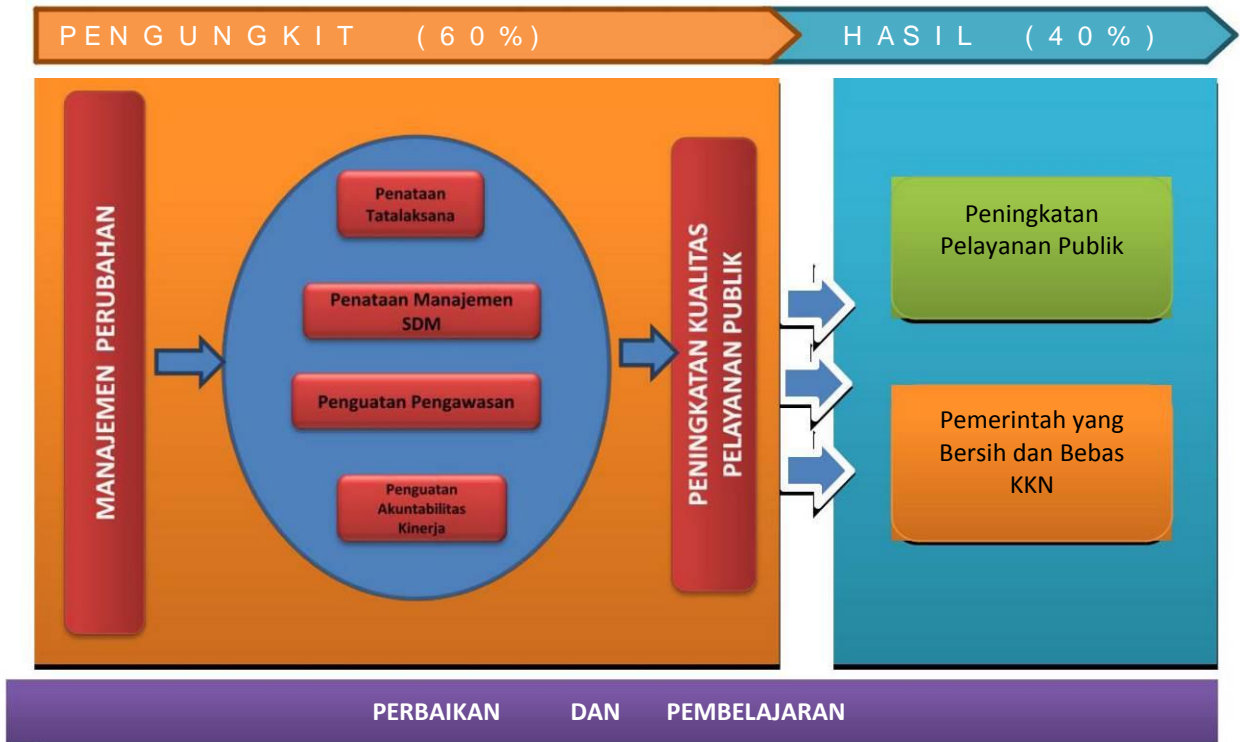 PENGUNGKIT (60%)
HASIL (40%)
MANAJEMEN PERUBAHAN
Penataan
Tatalaksana
Penataan Manajemen
SDM
Penguatan Pengawasan
Penguatan
Akuntabilitas
Kinerja
PENINGKATAN KUALITAS
PELAYANAN PUBLIK
Peningkatan
Pelayanan Publik
Pemerintah yang
Bersih dan Bebas
KKN
PERBAIKAN DAN PEMBELAJARAN